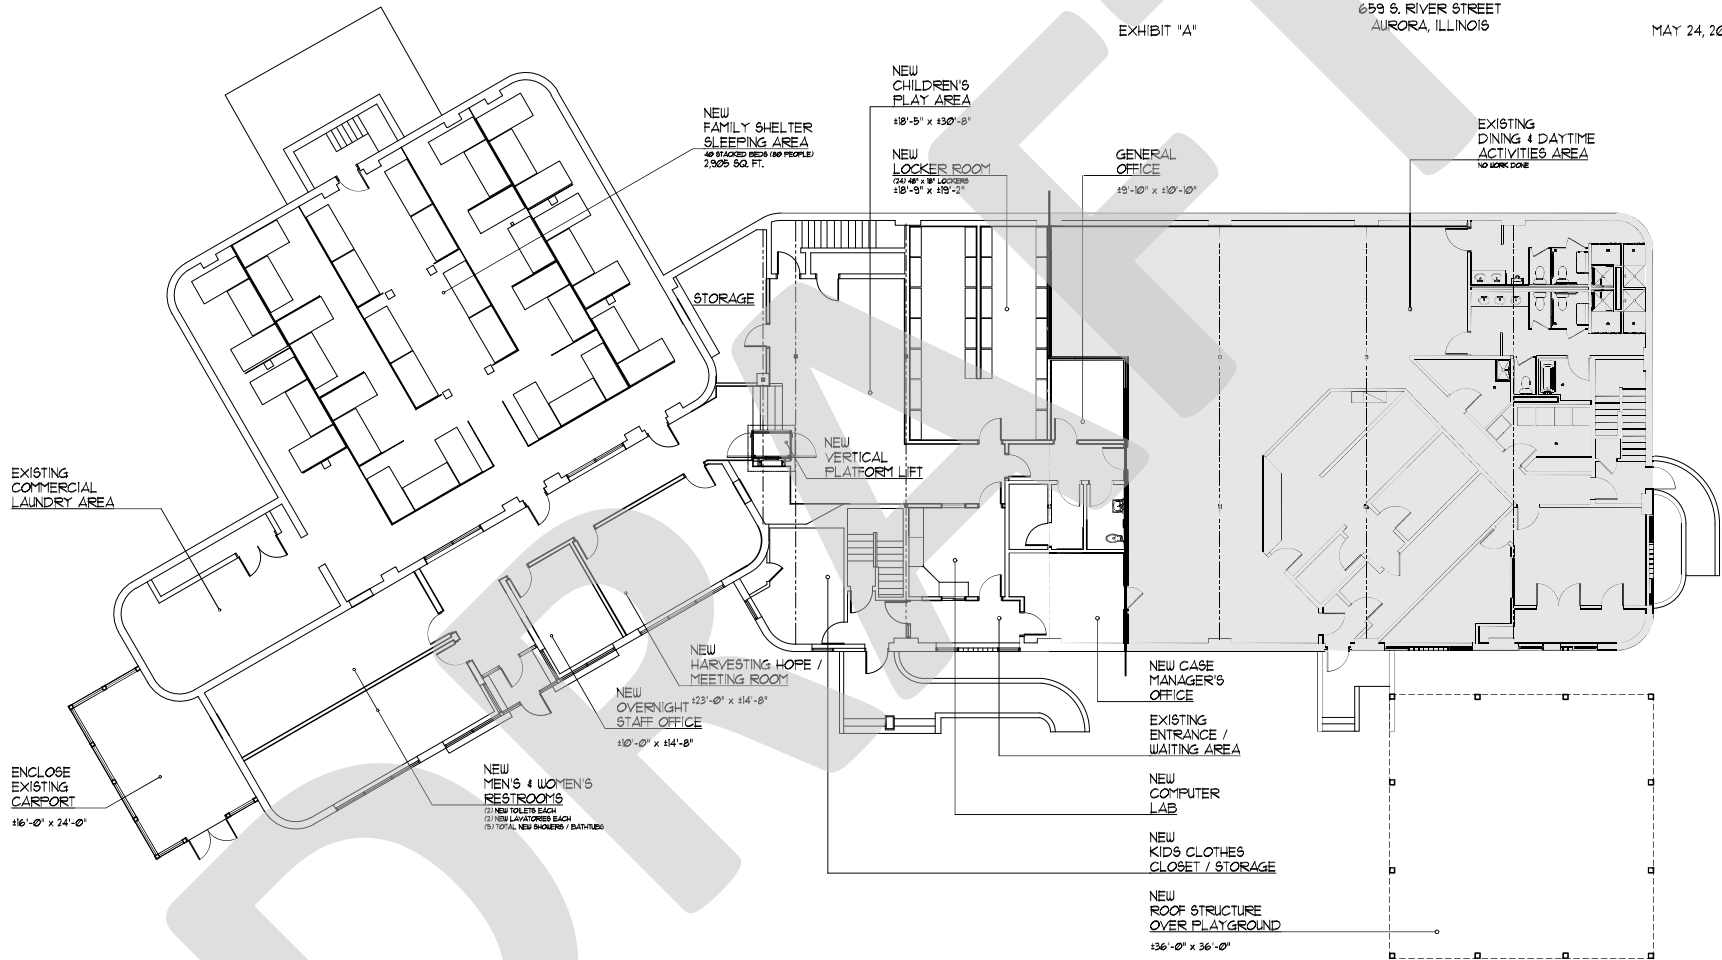 659 S. RIVER STREET
EXHIBIT "A"
AURORA, ILLINOIS
MAY 24, 20
NEW
CHILDREN'S
PLAY AREA
±18'-5" x ±30'-8"
NEW
FAMILY SHELTER
SLEEPING AREA
40 STACKED BEDS (80 PEOPLE)
2,905 SQ. FT.
EXISTING
DINING & DAYTIME
ACTIVITIES AREA
NO WORK DONE
NEW
LOCKER ROOM
(24) 48" x 18" LOCKERS
±18'-9" x ±19'-2"
GENERAL
OFFICE
±9'-10" x ±10'-10"
STORAGE
NEW
VERTICAL
PLATFORM LIFT
EXISTING
COMMERCIAL
LAUNDRY AREA
NEW
HARVESTING HOPE /
MEETING ROOM
±23'-0" x ±14'-8"
NEW
OVERNIGHT
STAFF OFFICE
±10'-0" x ±14'-8"
NEW CASE
MANAGER'S
OFFICE
EXISTING
ENTRANCE /
WAITING AREA
ENCLOSE
EXISTING
CARPORT
±16'-0" x 24'-0"
NEW
MEN'S & WOMEN'S
RESTROOMS
(2) NEW TOILETS EACH
(2) NEW LAVATORIES EACH
(5) TOTAL NEW SHOWERS / BATHTUBS
NEW
COMPUTER
LAB
NEW
KIDS CLOTHES
CLOSET / STORAGE
NEW
ROOF STRUCTURE
OVER PLAYGROUND
±36'-0" x 36'-0"
DRAFT